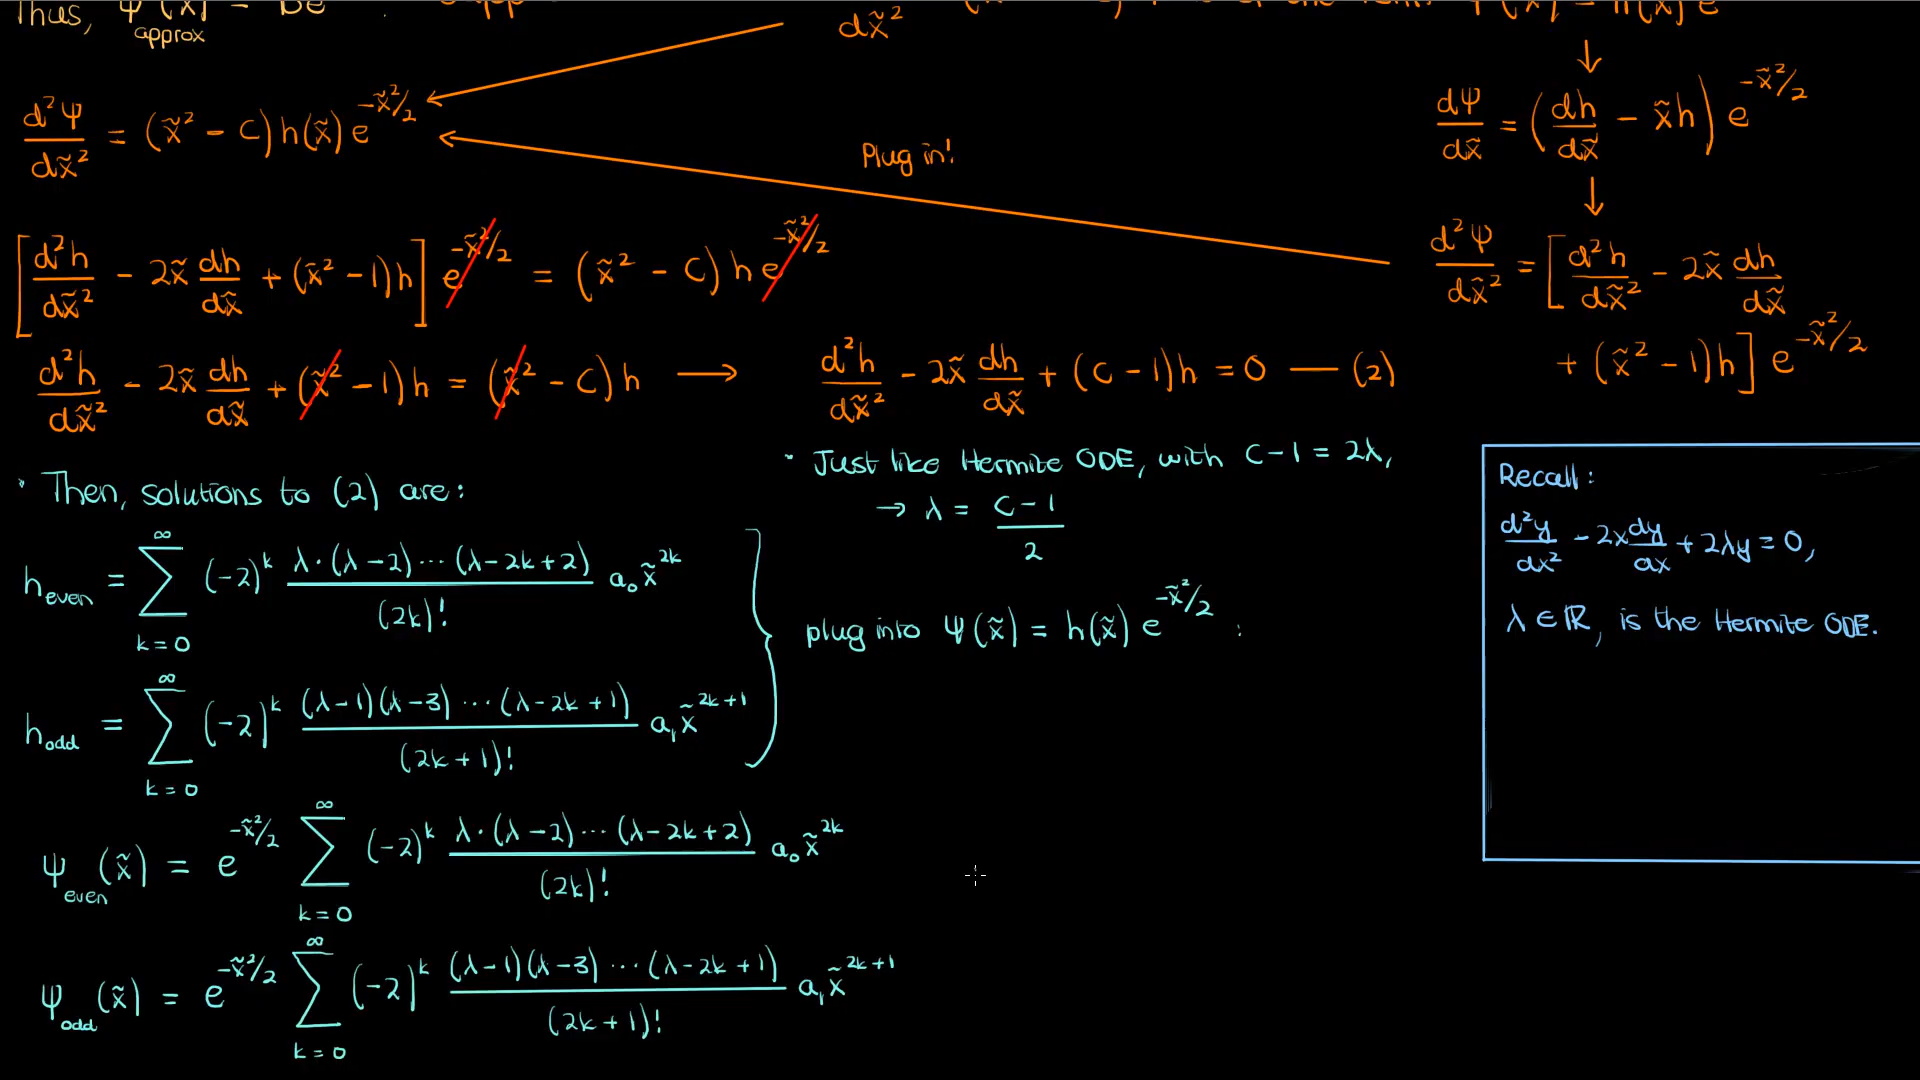 Thus, ψ_approx(x̃) = Be
d x̃²
↓
d²ψ/dx̃² = (x̃² - C) h(x̃) e^(-x̃²/2)
Plug in!
dψ/dx̃ = (dh/dx̃ - x̃h) e^(-x̃²/2)
↓
[d²h/dx̃² - 2x̃ dh/dx̃ + (x̃² - 1)h] e^(-x̃²/2) = (x̃² - C) h e^(-x̃²/2)
d²ψ/dx̃² = [d²h/dx̃² - 2x̃ dh/dx̃
+ (x̃² - 1)h] e^(-x̃²/2)
d²h/dx̃² - 2x̃ dh/dx̃ + (x̃² - 1)h = (x̃² - C)h → d²h/dx̃² - 2x̃ dh/dx̃ + (C - 1)h = 0 — (2)
· Just like Hermite ODE, with C - 1 = 2λ,
→ λ = (C - 1)/2
· Then, solutions to (2) are:
h_even = ∑_(k=0)^∞ (-2)^k λ·(λ-2)···(λ-2k+2)/(2k)! a₀x̃^(2k)
h_odd = ∑_(k=0)^∞ (-2)^k (λ-1)(λ-3)···(λ-2k+1)/(2k+1)! a₁x̃^(2k+1)
plug into ψ(x̃) = h(x̃) e^(-x̃²/2) :
ψ_even(x̃) = e^(-x̃²/2) ∑_(k=0)^∞ (-2)^k λ·(λ-2)···(λ-2k+2)/(2k)! a₀x̃^(2k)
ψ_odd(x̃) = e^(-x̃²/2) ∑_(k=0)^∞ (-2)^k (λ-1)(λ-3)···(λ-2k+1)/(2k+1)! a₁x̃^(2k+1)
Recall:
d²y/dx² - 2x dy/dx + 2λy = 0,
λ ∈ ℝ, is the Hermite ODE.